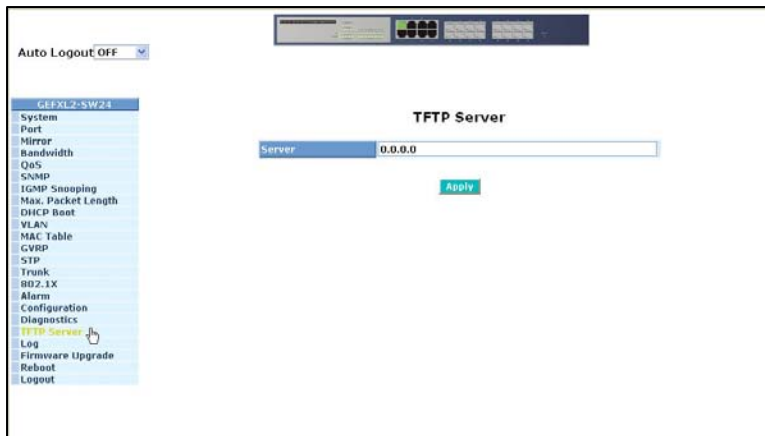 Auto Logout OFF
GEFXL2-SW24
System
Port
Mirror
Bandwidth
QoS
SNMP
IGMP Snooping
Max. Packet Length
DHCP Boot
VLAN
MAC Table
GVRP
STP
Trunk
802.1X
Alarm
Configuration
Diagnostics
TFTP Server
Log
Firmware Upgrade
Reboot
Logout
TFTP Server
Server 0.0.0.0
Apply